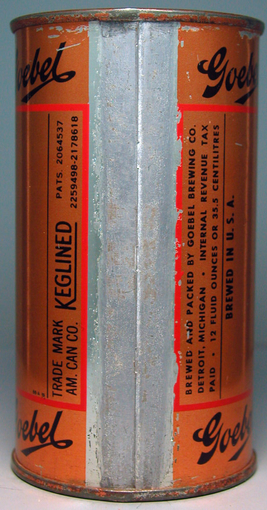 Goebel
Goebel
TRADE MARK
AM. CAN CO.
KEGLINED
PATS. 2064537
2259498-2178618
BREWED AND PACKED BY GOEBEL BREWING CO.
DETROIT, MICHIGAN • INTERNAL REVENUE TAX
PAID • 12 FLUID OUNCES OR 35.5 CENTILITRES
BREWED IN U. S. A.
Goebel
Goebel